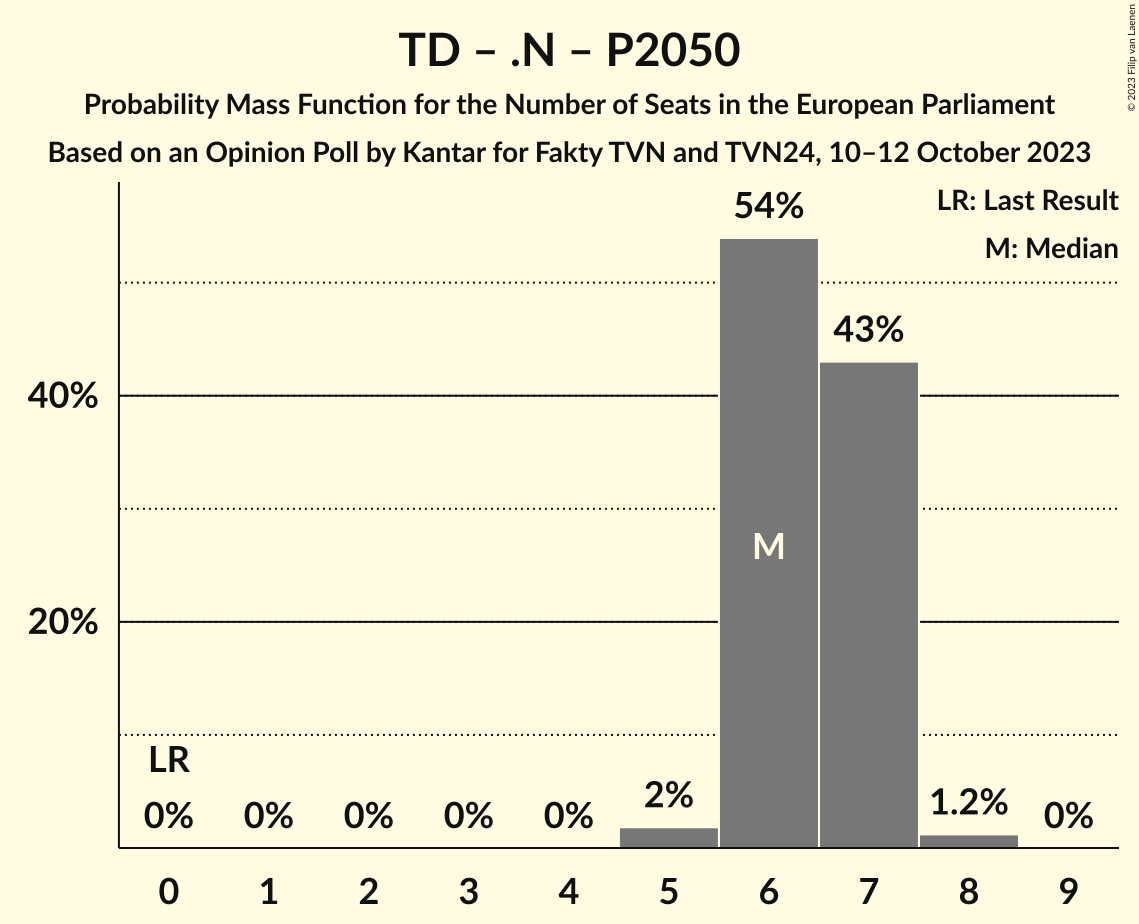 TD – .N – P2050
Probability Mass Function for the Number of Seats in the European Parliament
Based on an Opinion Poll by Kantar for Fakty TVN and TVN24, 10–12 October 2023
© 2023 Filip van Laenen
LR: Last Result
M: Median
54%
43%
40%
M
20%
LR
0%
0%
0%
0%
0%
2%
1.2%
0%
0
1
2
3
4
5
6
7
8
9